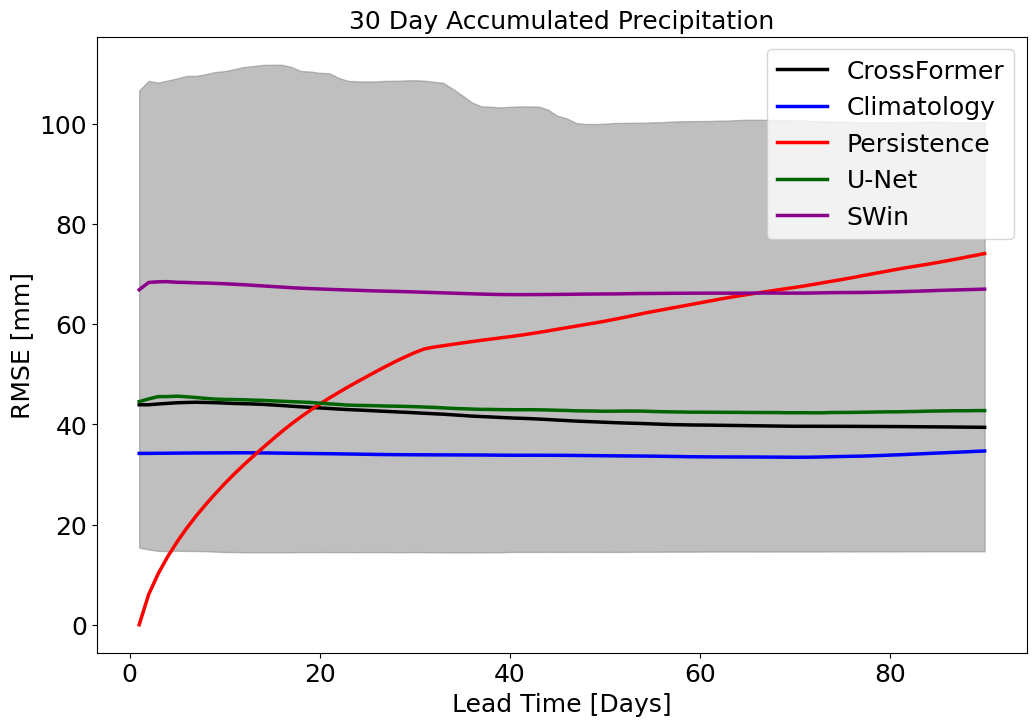 30 Day Accumulated Precipitation
CrossFormer
Climatology
Persistence
U-Net
SWin
RMSE [mm]
100
80
60
40
20
0
0 20 40 60 80
Lead Time [Days]